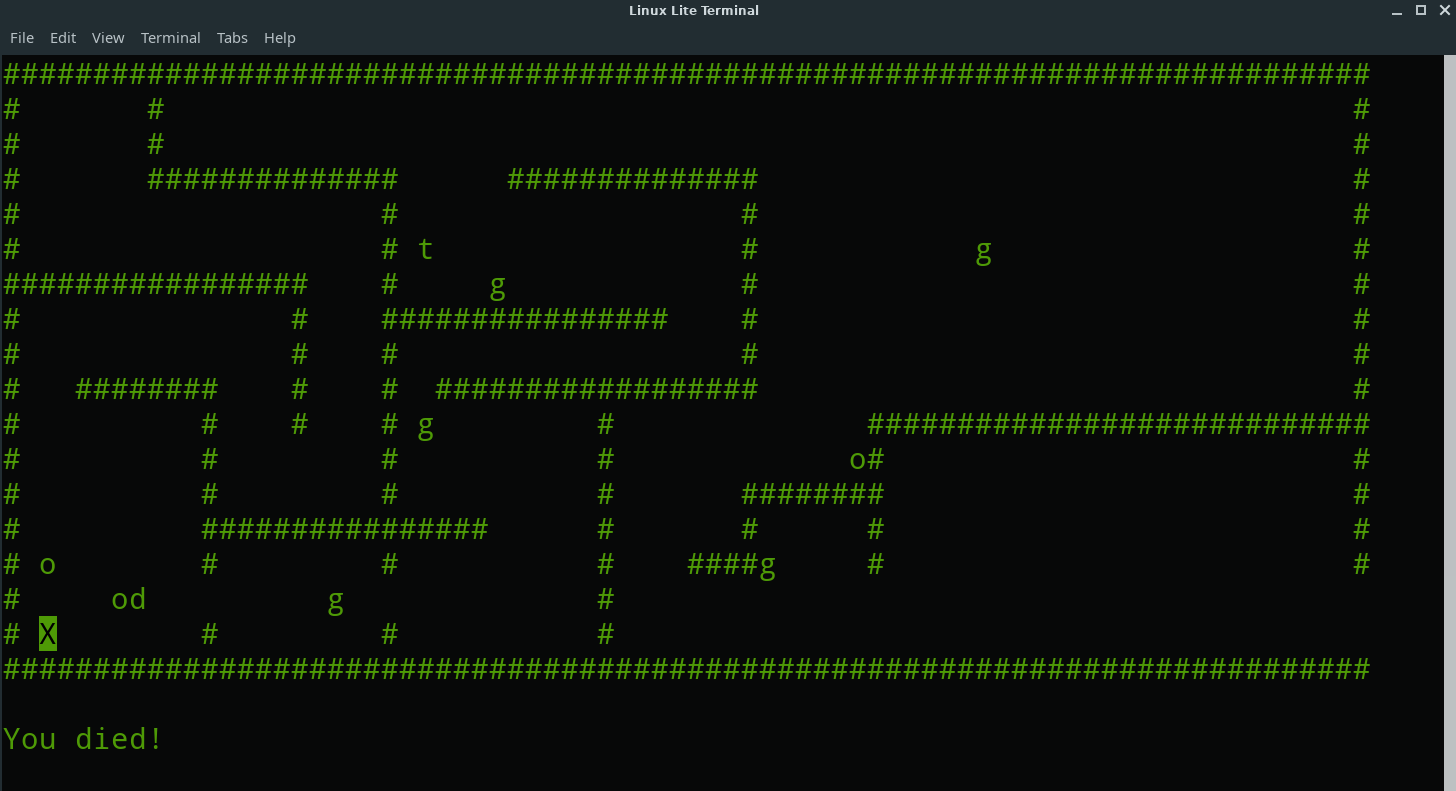 Linux Lite Terminal
File Edit View Terminal Tabs Help
############################################################################
#       #                                                                  #
#       #                                                                  #
#       ##############      ##############                                 #
#                    #                   #                                 #
#                    # t                 #            g                    #
#################    #     g             #                                 #
#               #    ################    #                                 #
#               #    #                   #                                 #
#   ########    #    #  ##################                                 #
#          #    #    # g         #              ############################
#          #         #           #             o#                          #
#          #         #           #       ########                          #
#          ################      #       #      #                          #
# o        #         #           #    ####g     #                          #
#     od          g              #
# X        #         #           #
############################################################################
You died!